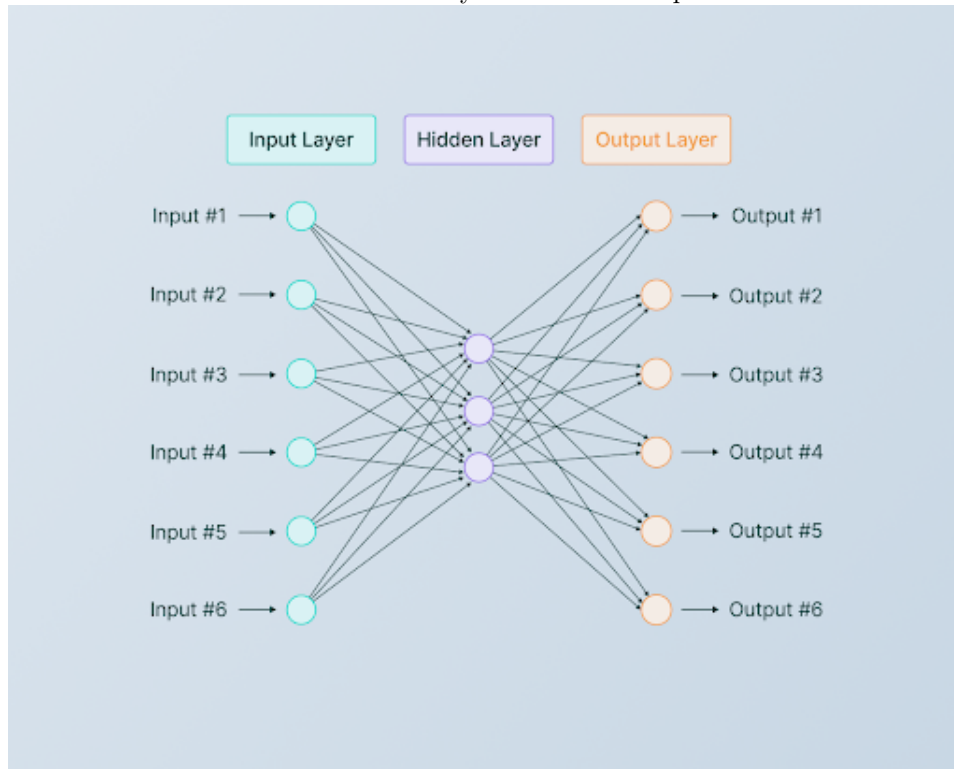 Input Layer
Hidden Layer
Output Layer
Input #1
Output #1
Input #2
Output #2
Input #3
Output #3
Input #4
Output #4
Input #5
Output #5
Input #6
Output #6